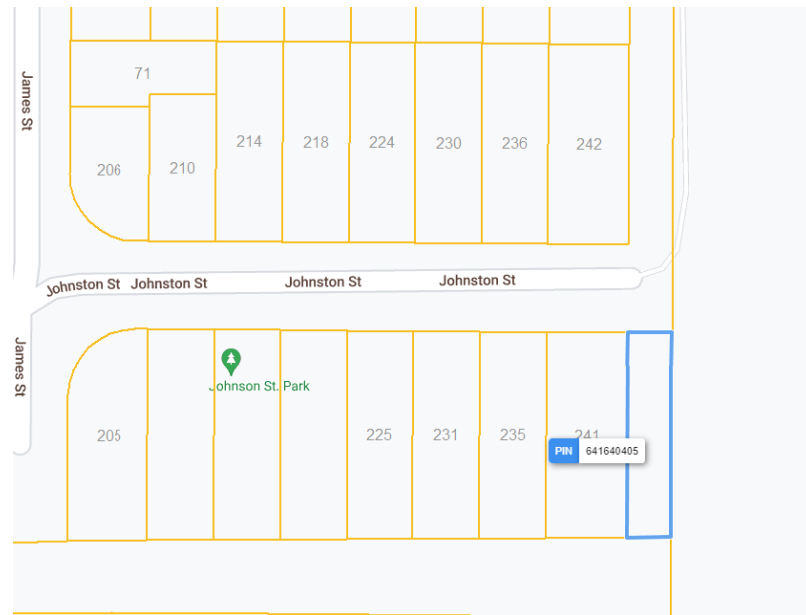 71
James St
214
218
224
230
236
242
206
210
Johnston St
Johnston St
Johnston St
Johnston St
James St
Johnson St. Park
205
225
231
235
241
PIN 641640405